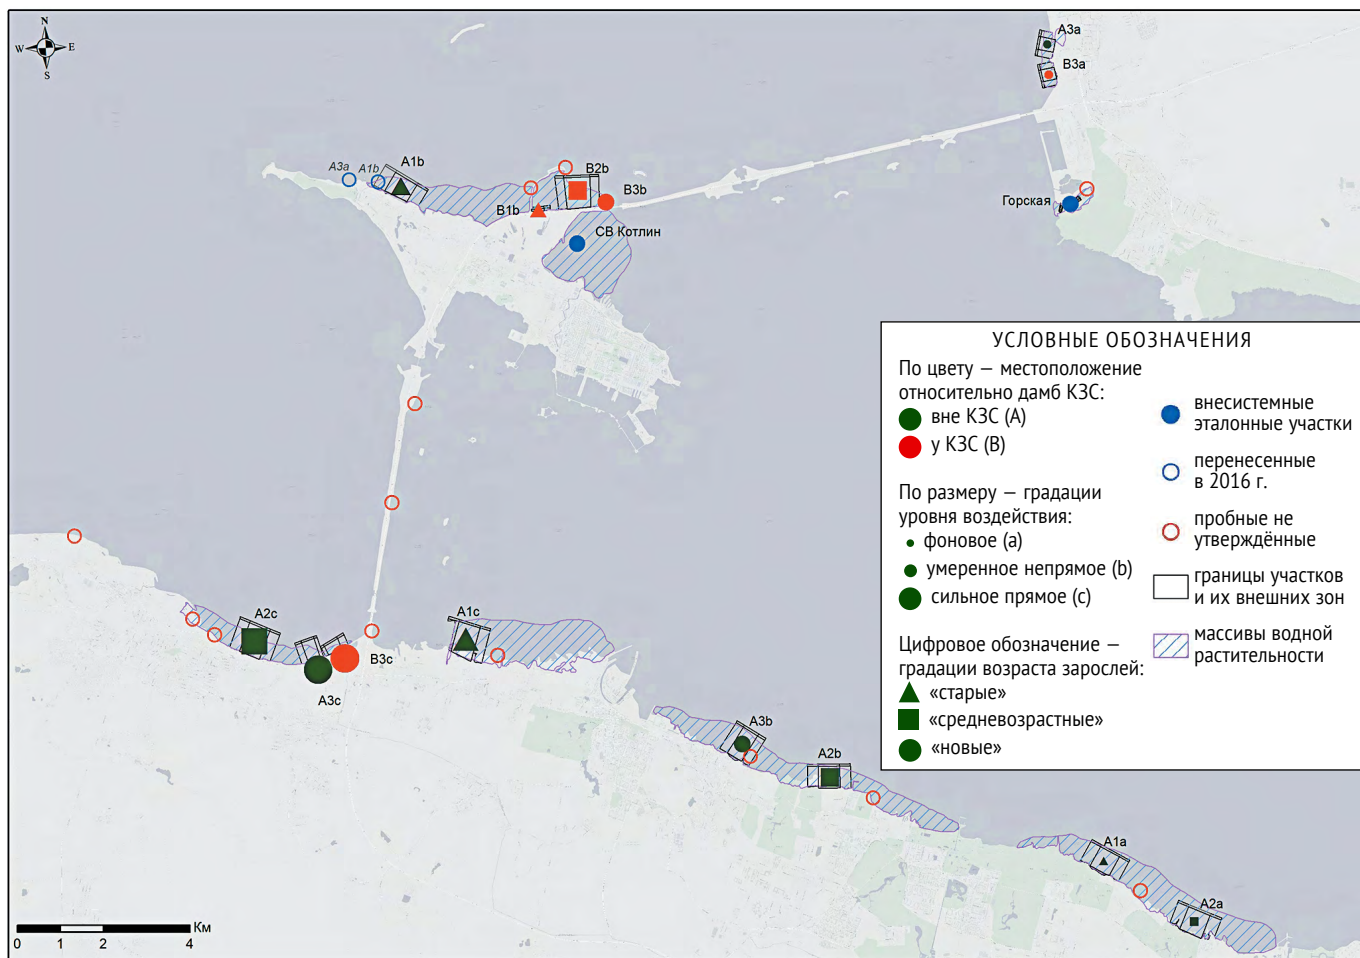 N
W E
S
A3a
B3a
A3a
A1b
A1b
B2b
B3b
B1b
СВ Котлин
Горская
A2c
A1c
B3c
A3c
A3b
A2b
A1a
A2a
УСЛОВНЫЕ ОБОЗНАЧЕНИЯ
По цвету — местоположение
относительно дамб КЗС:
вне КЗС (А)
у КЗС (В)
По размеру — градации
уровня воздействия:
фоновое (a)
умеренное непрямое (b)
сильное прямое (c)
Цифровое обозначение —
градации возраста зарослей:
«старые»
«средневозрастные»
«новые»
внесистемные
эталонные участки
перенесенные
в 2016 г.
пробные не
утверждённые
границы участков
и их внешних зон
массивы водной
растительности
Км
0 1 2 4